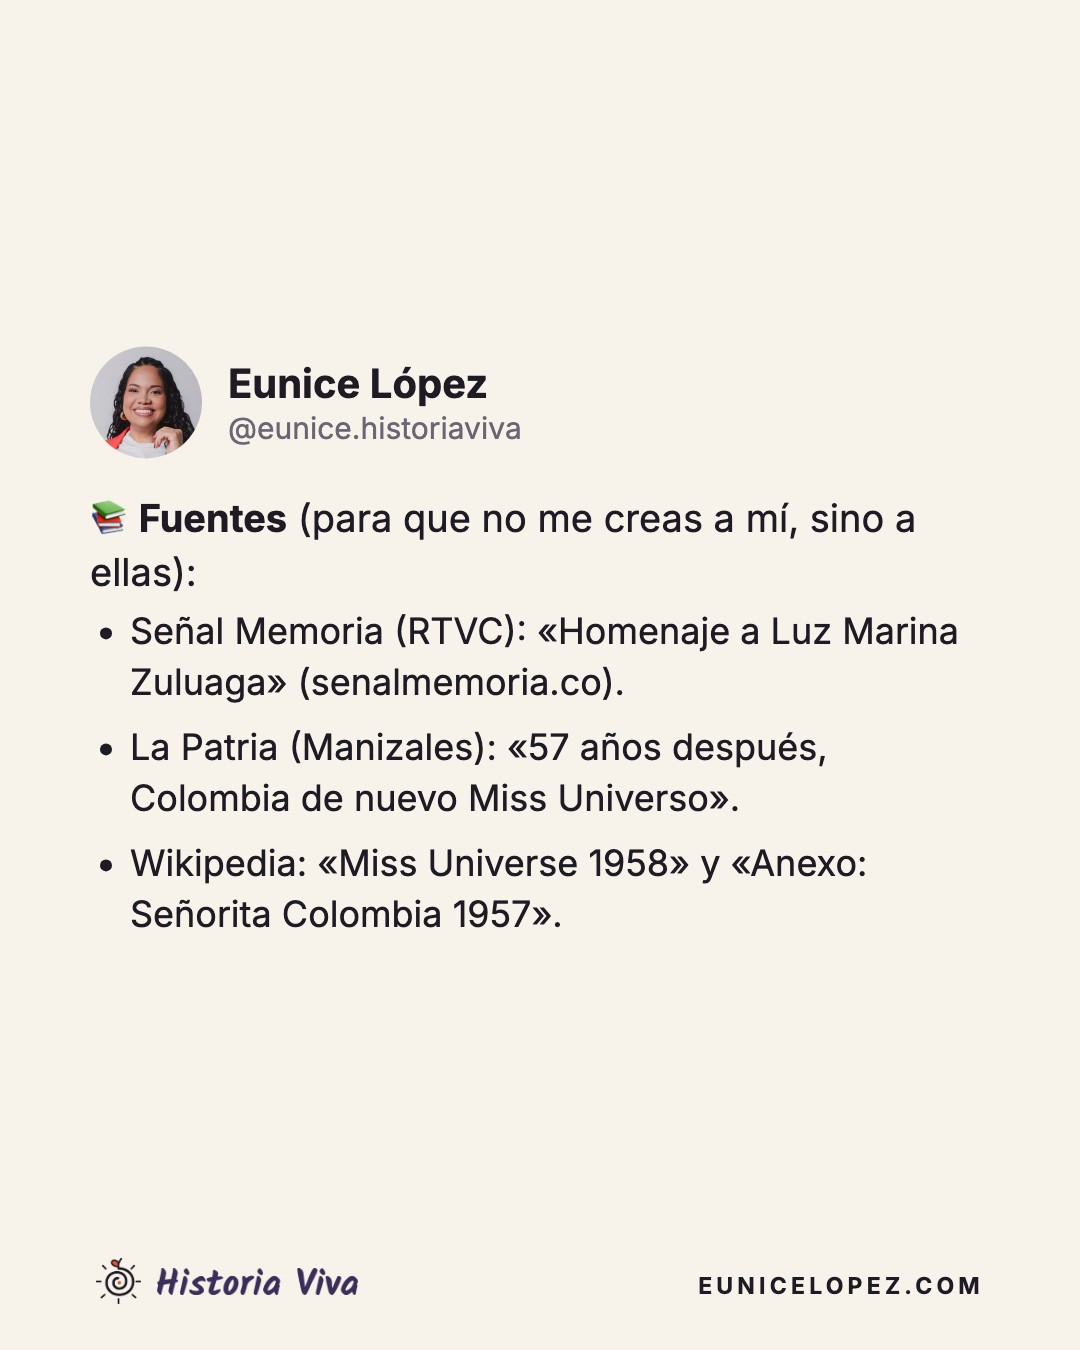 Eunice López
@eunice.historiaviva
📚 Fuentes (para que no me creas a mí, sino a
ellas):
• Señal Memoria (RTVC): «Homenaje a Luz Marina
Zuluaga» (senalmemoria.co).
• La Patria (Manizales): «57 años después,
Colombia de nuevo Miss Universo».
• Wikipedia: «Miss Universe 1958» y «Anexo:
Señorita Colombia 1957».
Historia Viva
EUNICELOPEZ.COM